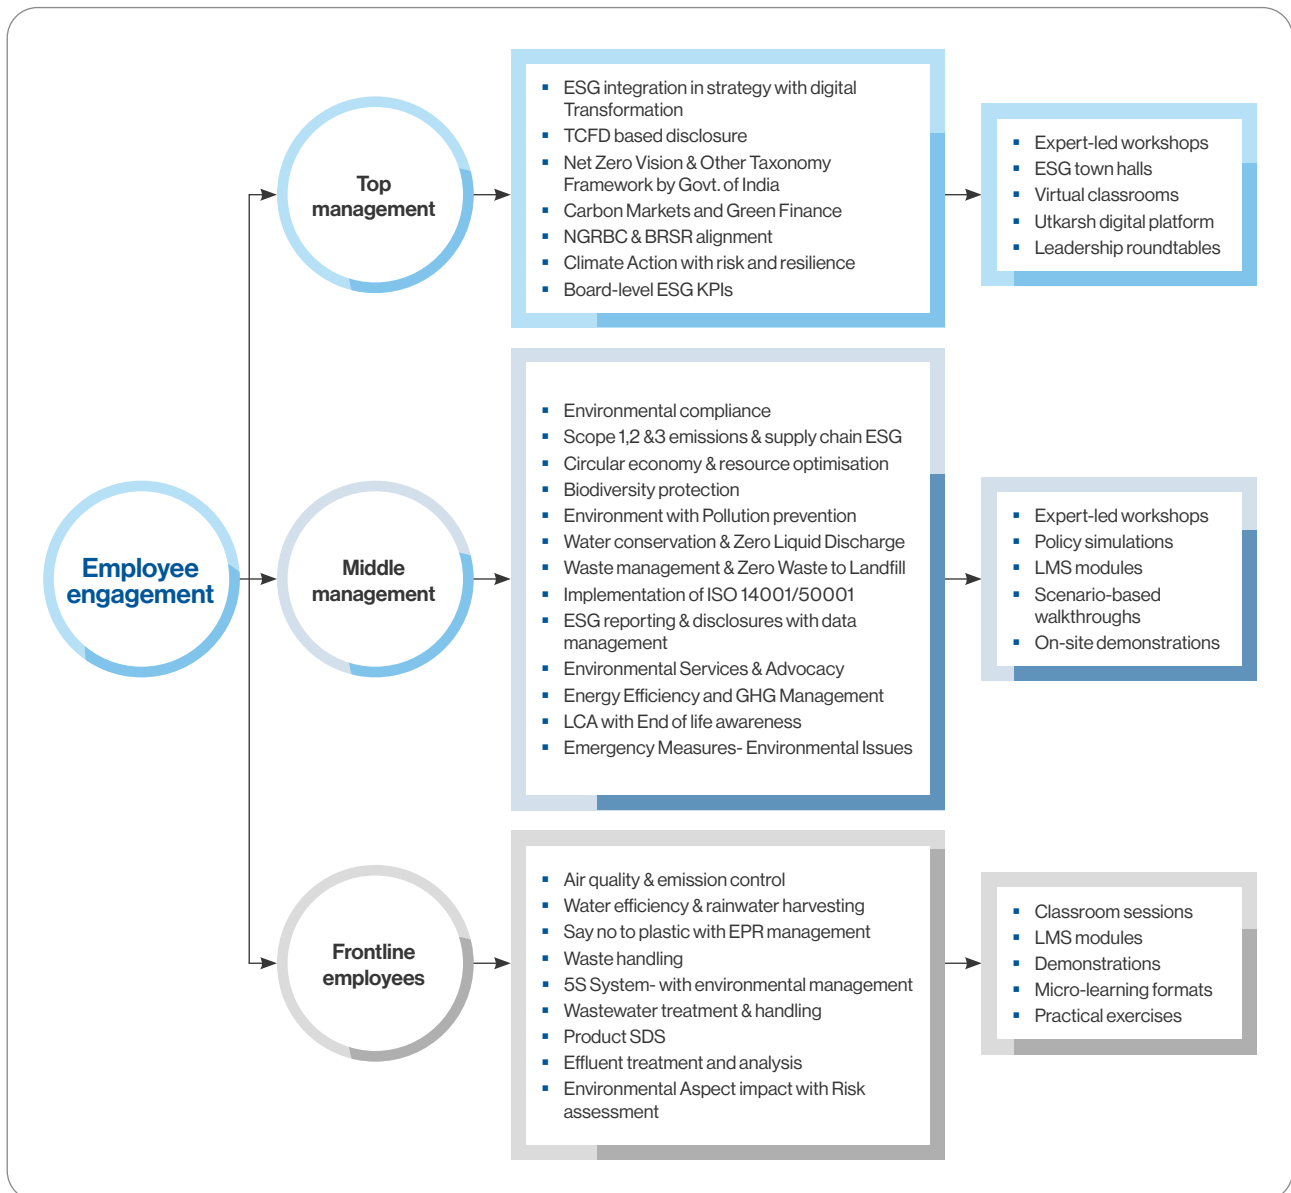 Employee
engagement
Top
management
ESG integration in strategy with digital
Transformation
TCFD based disclosure
Net Zero Vision & Other Taxonomy
Framework by Govt. of India
Carbon Markets and Green Finance
NGRBC & BRSR alignment
Climate Action with risk and resilience
Board-level ESG KPIs
Expert-led workshops
ESG town halls
Virtual classrooms
Utkarsh digital platform
Leadership roundtables
Middle
management
Environmental compliance
Scope 1,2 &3 emissions & supply chain ESG
Circular economy & resource optimisation
Biodiversity protection
Environment with Pollution prevention
Water conservation & Zero Liquid Discharge
Waste management & Zero Waste to Landfill
Implementation of ISO 14001/50001
ESG reporting & disclosures with data
management
Environmental Services & Advocacy
Energy Efficiency and GHG Management
LCA with End of life awareness
Emergency Measures- Environmental Issues
Expert-led workshops
Policy simulations
LMS modules
Scenario-based
walkthroughs
On-site demonstrations
Frontline
employees
Air quality & emission control
Water efficiency & rainwater harvesting
Say no to plastic with EPR management
Waste handling
5S System- with environmental management
Wastewater treatment & handling
Product SDS
Effluent treatment and analysis
Environmental Aspect impact with Risk
assessment
Classroom sessions
LMS modules
Demonstrations
Micro-learning formats
Practical exercises